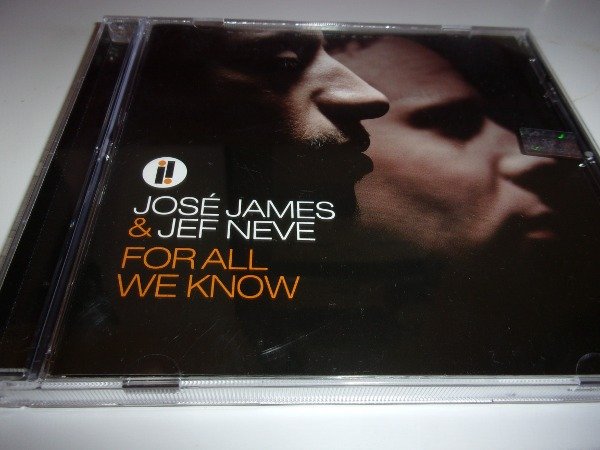 i!
JOSÉ JAMES
& JEF NEVE
FOR ALL
WE KNOW